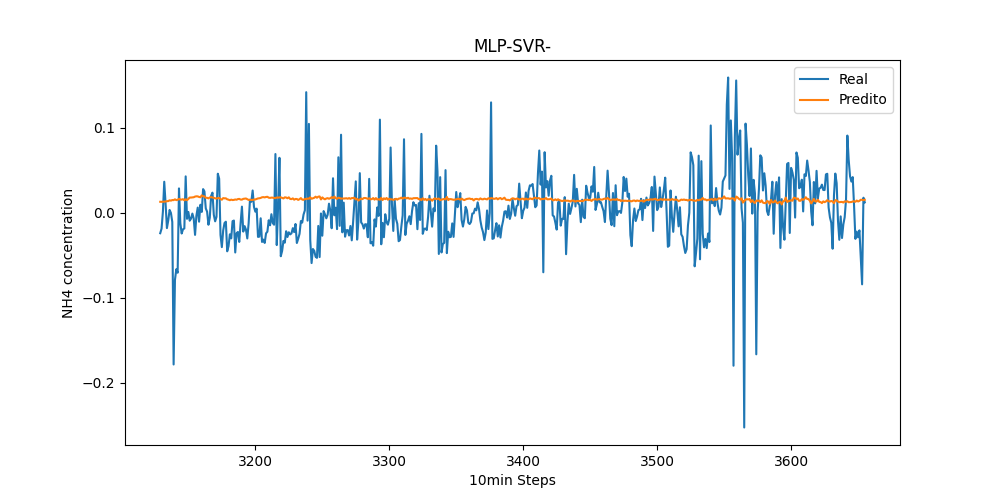 MLP-SVR-
Real
Predito
NH4 concentration
0.1
0.0
−0.1
−0.2
3200 3300 3400 3500 3600
10min Steps